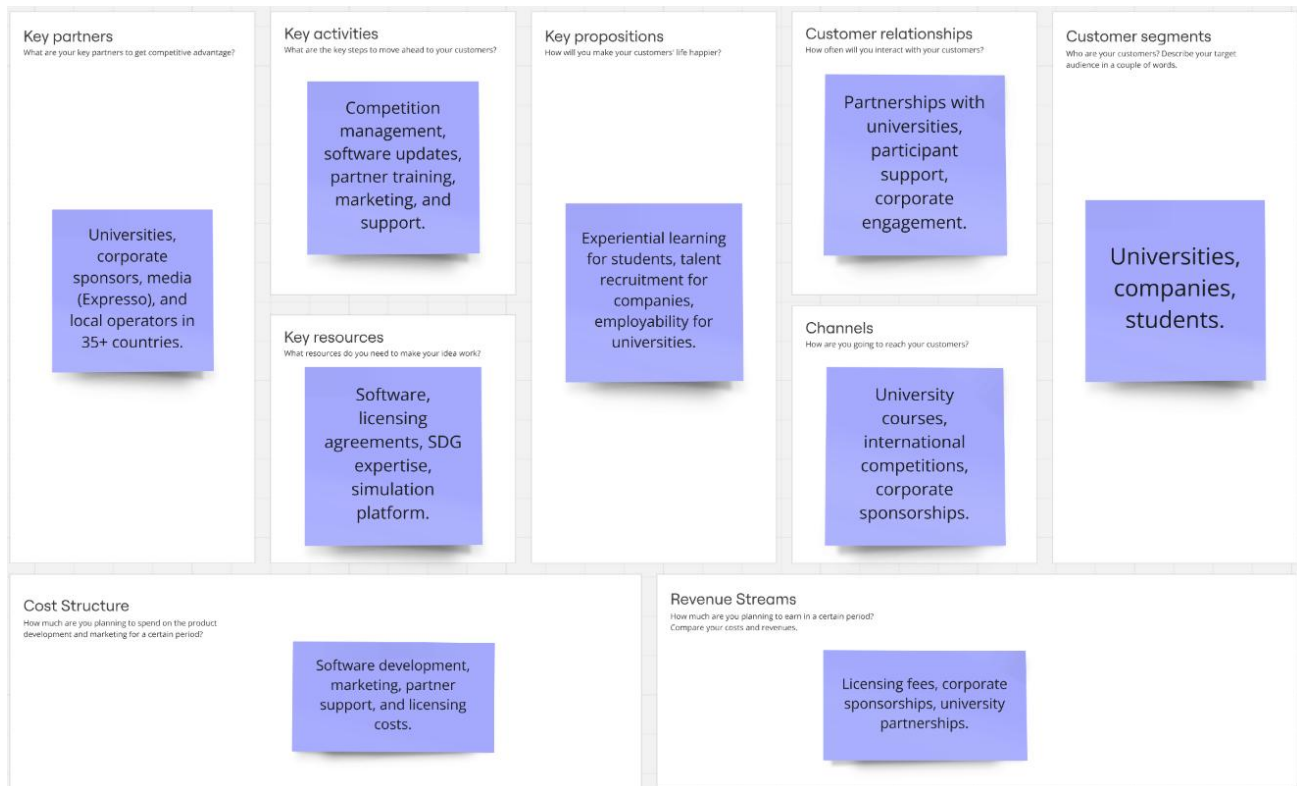 Key partners
What are your key partners to get competitive advantage?
Universities,
corporate
sponsors, media
(Expresso), and
local operators in
35+ countries.
Key activities
What are the key steps to move ahead to your customers?
Competition
management,
software updates,
partner training,
marketing, and
support.
Key resources
What resources do you need to make your idea work?
Software,
licensing
agreements, SDG
expertise,
simulation
platform.
Key propositions
How will you make your customers' life happier?
Experiential learning
for students, talent
recruitment for
companies,
employability for
universities.
Customer relationships
How often will you interact with your customers?
Partnerships with
universities,
participant
support,
corporate
engagement.
Channels
How are you going to reach your customers?
University
courses,
international
competitions,
corporate
sponsorships.
Customer segments
Who are your customers? Describe your target
audience in a couple of words.
Universities,
companies,
students.
Cost Structure
How much are you planning to spend on the product
development and marketing for a certain period?
Software development,
marketing, partner
support, and licensing
costs.
Revenue Streams
How much are you planning to earn in a certain period?
Compare your costs and revenues.
Licensing fees, corporate
sponsorships, university
partnerships.